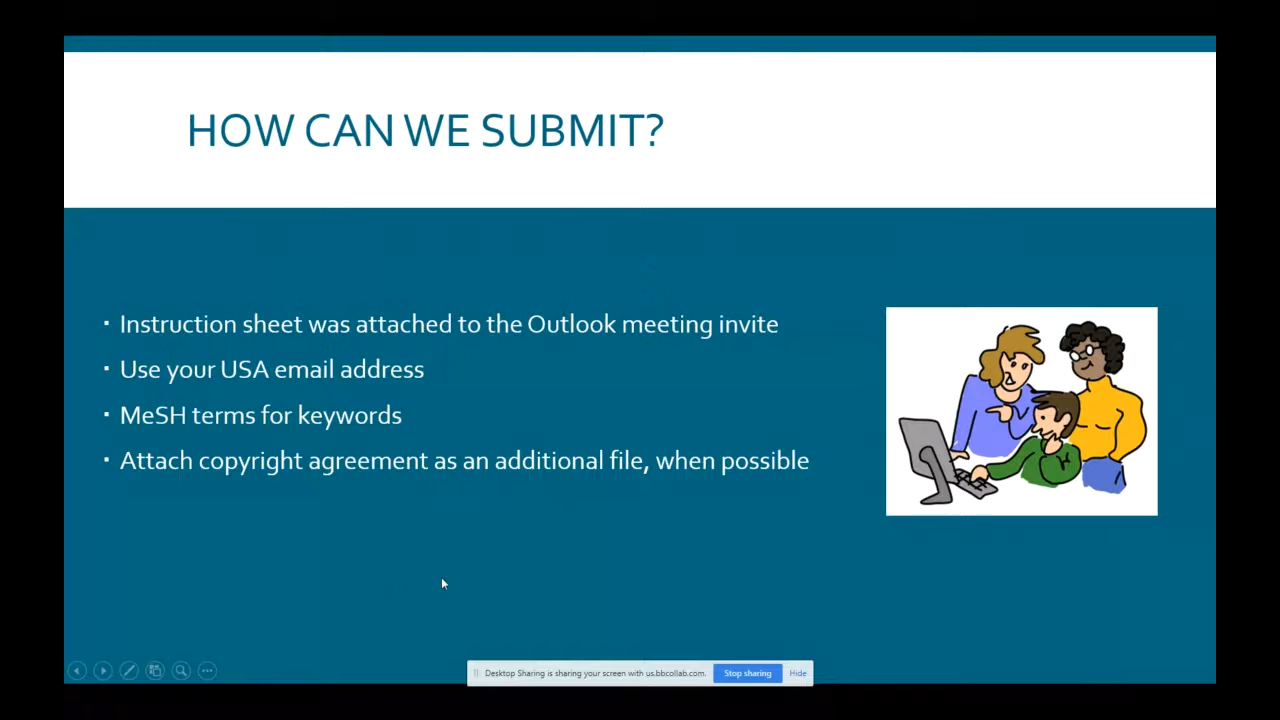 HOW CAN WE SUBMIT?
▪ Instruction sheet was attached to the Outlook meeting invite
▪ Use your USA email address
▪ MeSH terms for keywords
▪ Attach copyright agreement as an additional file, when possible
Desktop Sharing is sharing your screen with us.bbcollab.com. Stop sharing Hide